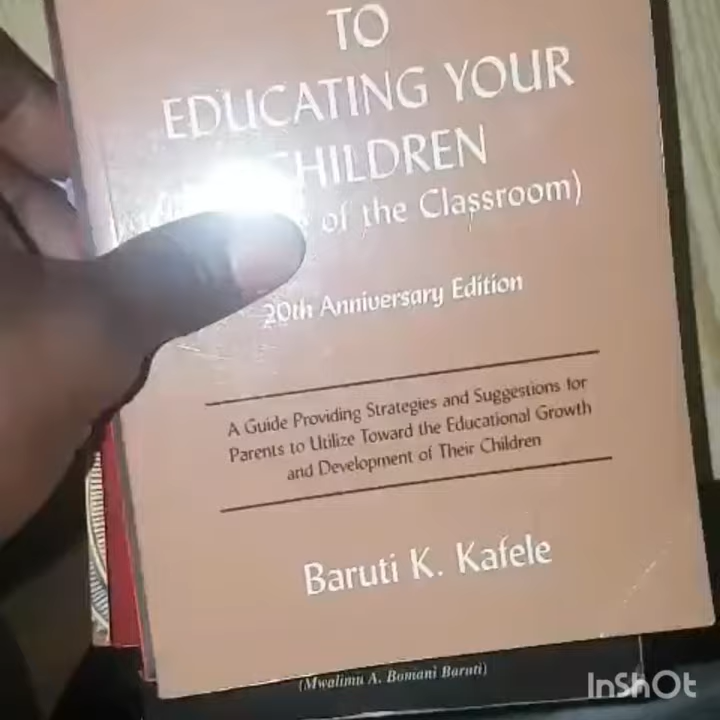 TO
EDUCATING YOUR
CHILDREN
of the Classroom)
20th Anniversary Edition
A Guide Providing Strategies and Suggestions for
Parents to Utilize Toward the Educational Growth
and Development of Their Children
Baruti K. Kafele
(Mwalimu A. Bomani Baruti)
InShOt